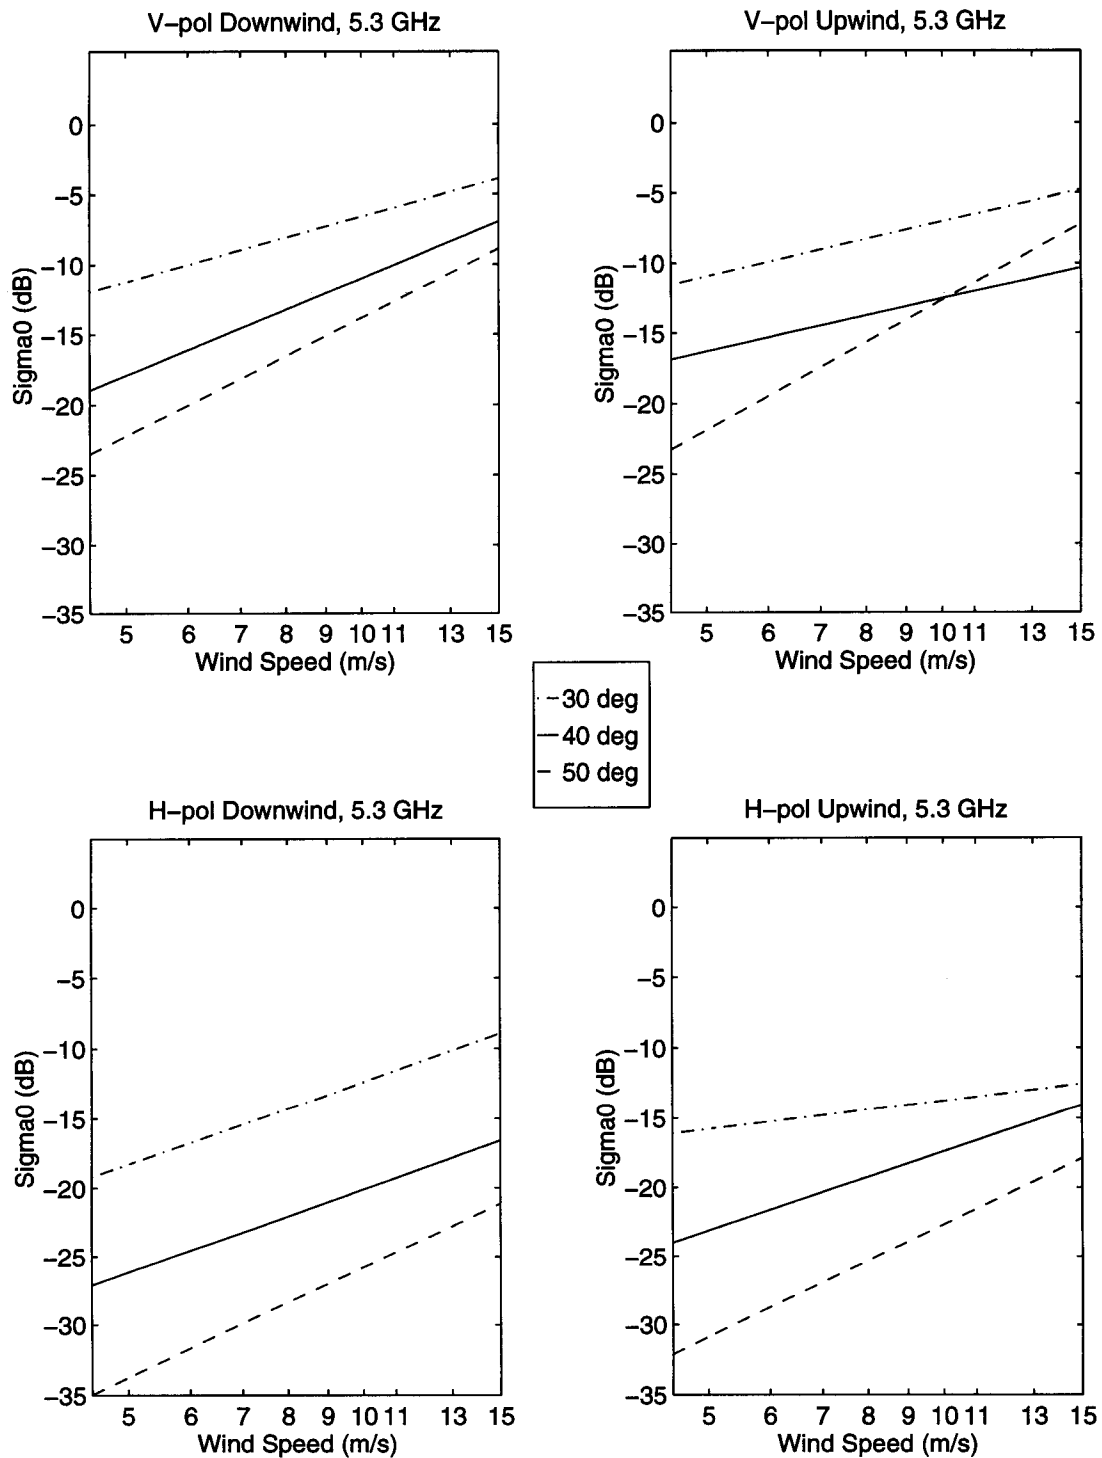 V-pol Downwind, 5.3 GHz
0
-5
-10
-15
-20
-25
-30
-35
Sigma0 (dB)
5 6 7 8 9 10 11 13 15
Wind Speed (m/s)
V-pol Upwind, 5.3 GHz
0
-5
-10
-15
-20
-25
-30
-35
Sigma0 (dB)
5 6 7 8 9 10 11 13 15
Wind Speed (m/s)
30 deg
40 deg
50 deg
H-pol Downwind, 5.3 GHz
0
-5
-10
-15
-20
-25
-30
-35
Sigma0 (dB)
5 6 7 8 9 10 11 13 15
Wind Speed (m/s)
H-pol Upwind, 5.3 GHz
0
-5
-10
-15
-20
-25
-30
-35
Sigma0 (dB)
5 6 7 8 9 10 11 13 15
Wind Speed (m/s)